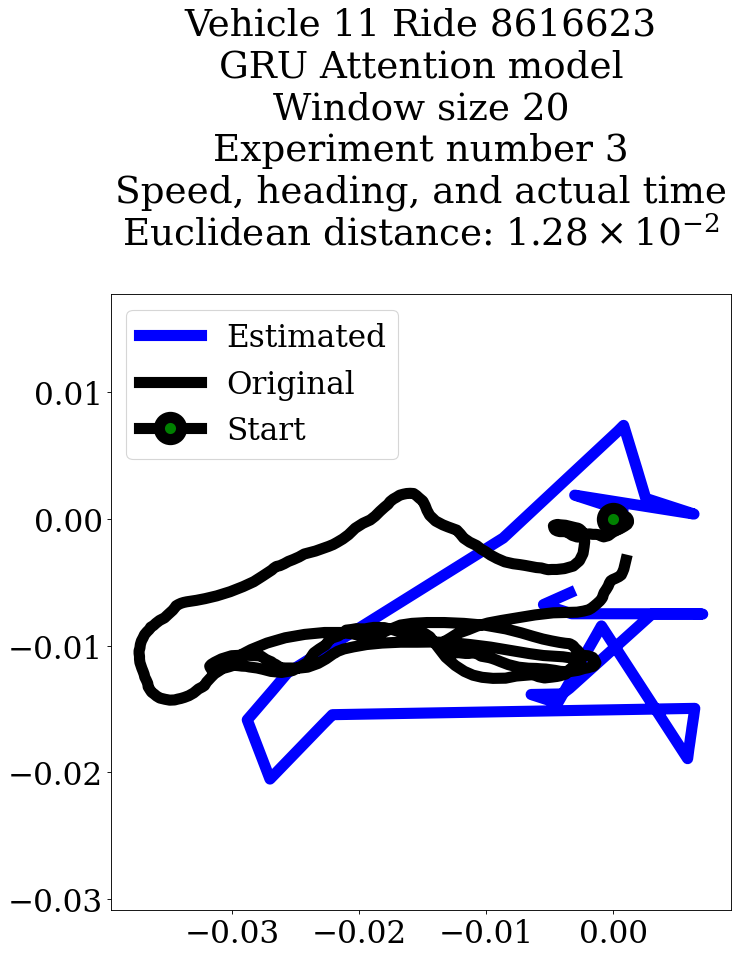 Vehicle 11 Ride 8616623
GRU Attention model
Window size 20
Experiment number 3
Speed, heading, and actual time
Euclidean distance: 1.28 × 10⁻²
Estimated
Original
Start
0.01
0.00
−0.01
−0.02
−0.03
−0.03 −0.02 −0.01 0.00